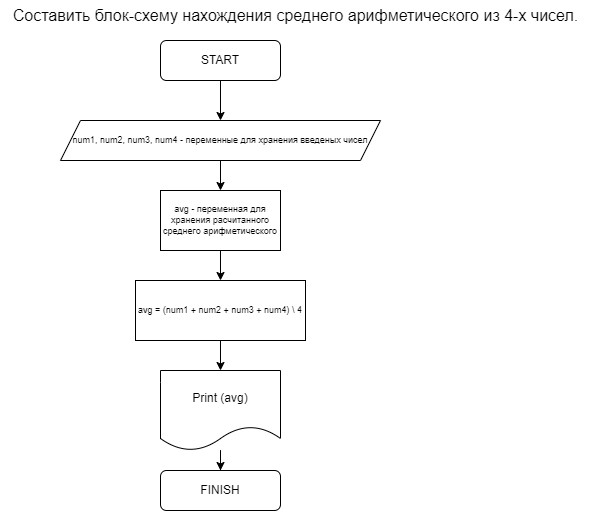 Составить блок-схему нахождения среднего арифметического из 4-х чисел.
START
num1, num2, num3, num4 - переменные для хранения введеных чисел
avg - переменная для
хранения расчитанного
среднего арифметического
avg = (num1 + num2 + num3 + num4) \ 4
Print (avg)
FINISH